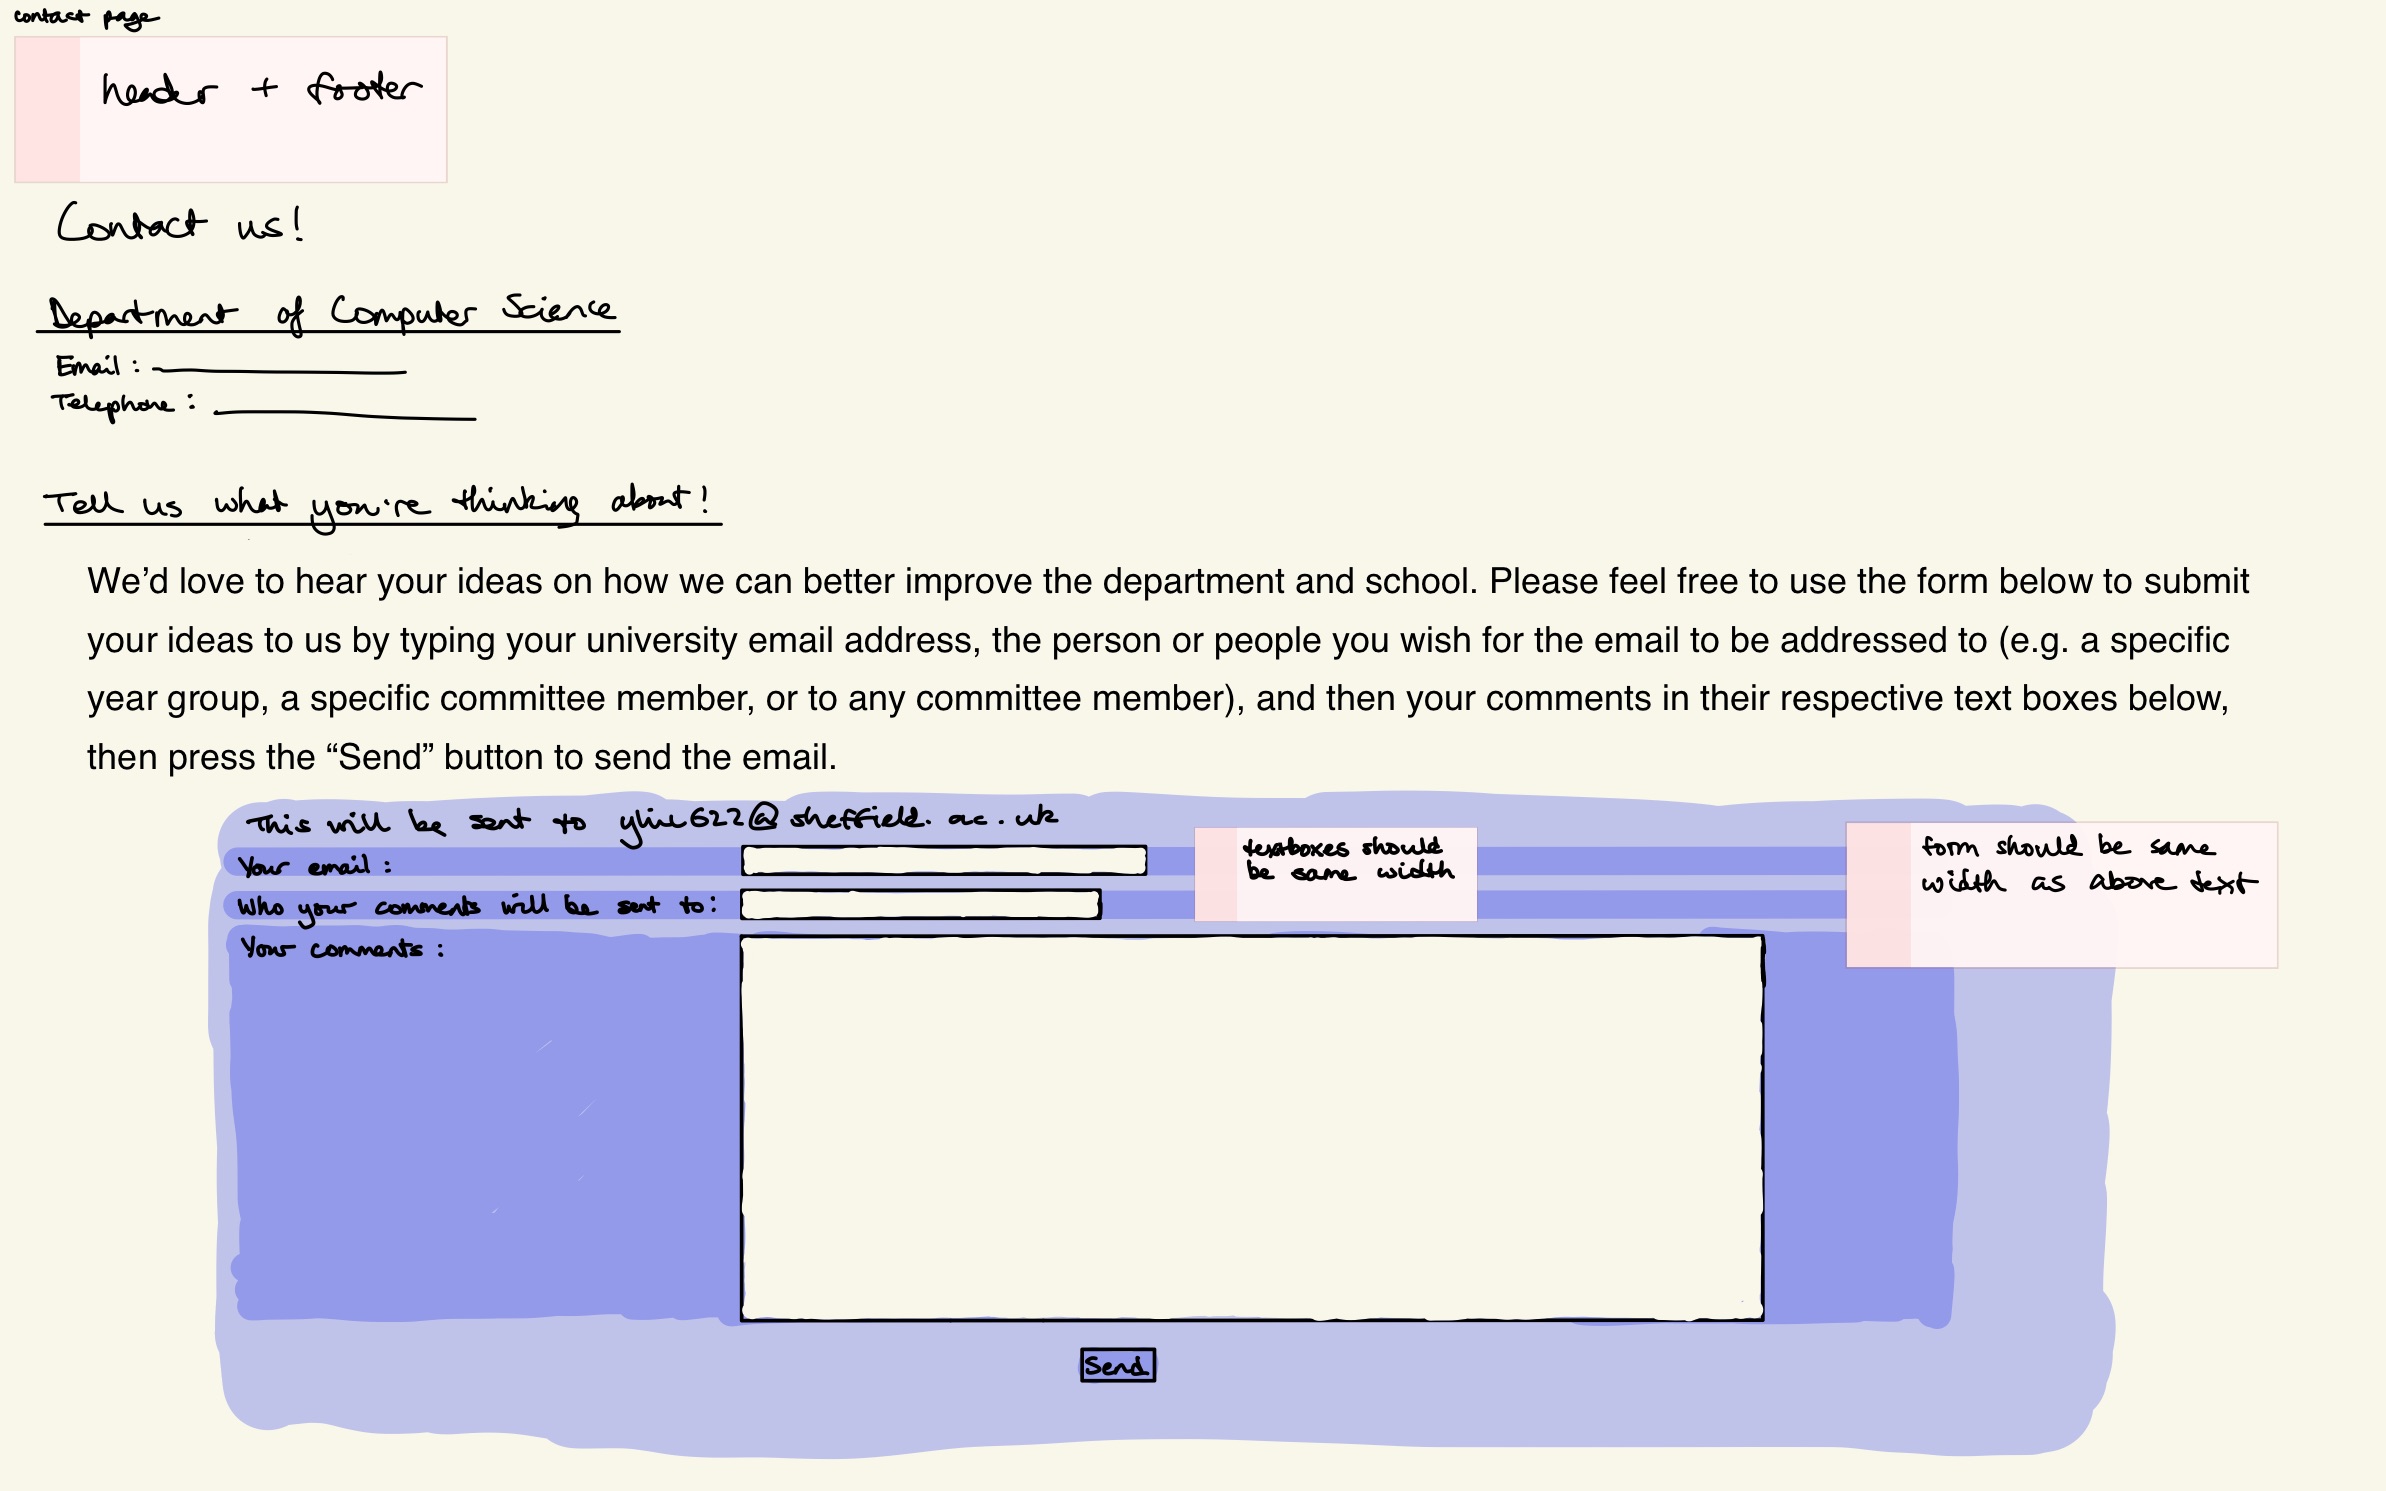 contact page
header + footer
Contact us!
Department of Computer Science
Email :
Telephone :
Tell us what you're thinking about!
We’d love to hear your ideas on how we can better improve the department and school. Please feel free to use the form below to submit
your ideas to us by typing your university email address, the person or people you wish for the email to be addressed to (e.g. a specific
year group, a specific committee member, or to any committee member), and then your comments in their respective text boxes below,
then press the “Send” button to send the email.
This will be sent to @sheffield.ac.uk
Your email :
textboxes should
be same width
form should be same
width as above text
Who your comments will be sent to:
Your comments :
Send